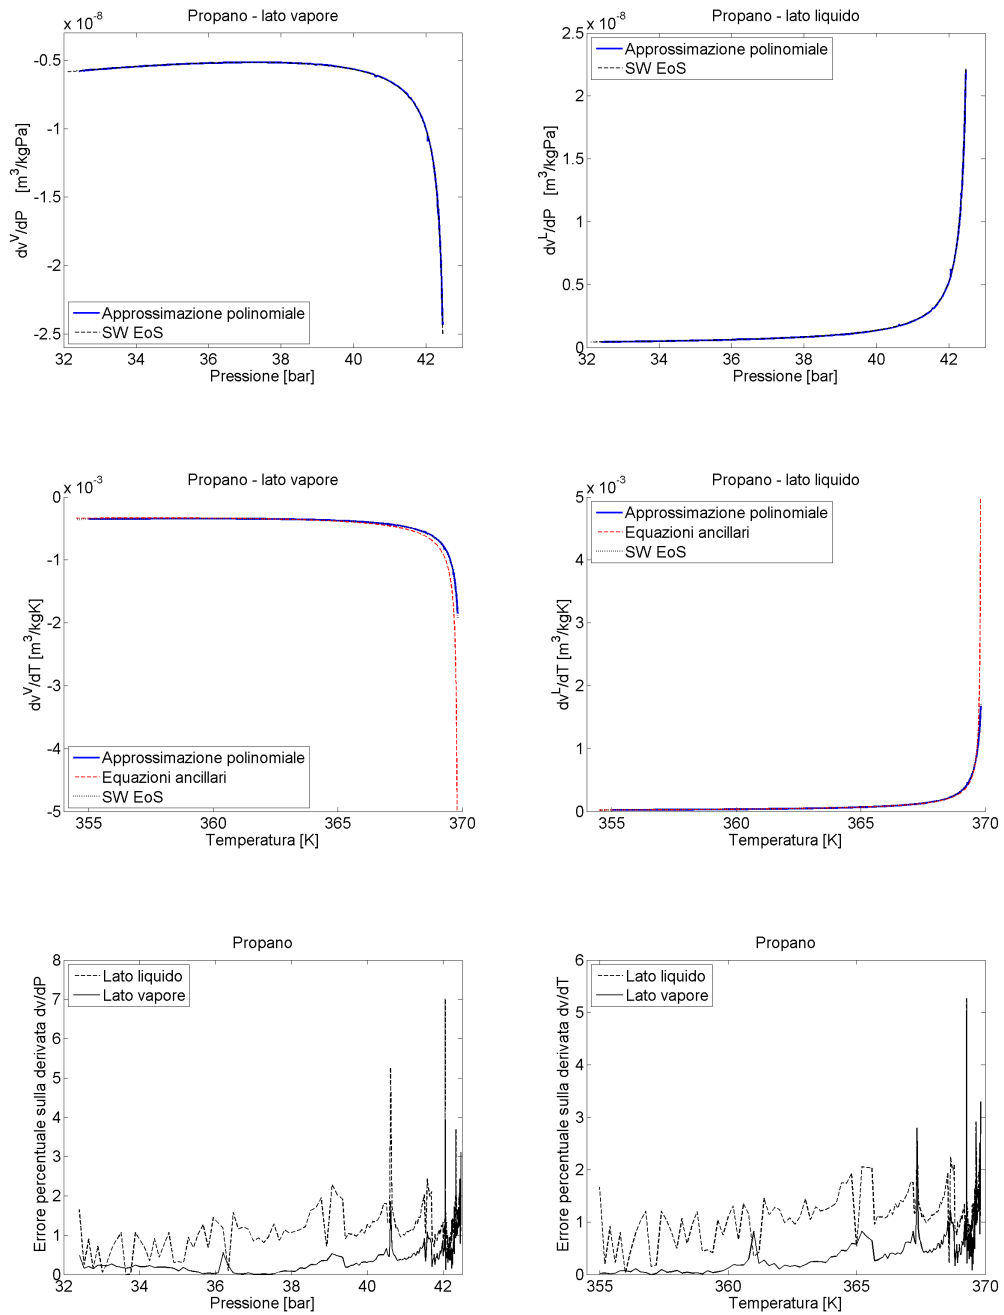 Propano - lato vapore
x 10^-8
-0.5
-1
-1.5
-2
-2.5
dv^V/dP [m^3/kgPa]
Approssimazione polinomiale
SW EoS
32 34 36 38 40 42
Pressione [bar]
Propano - lato liquido
x 10^-8
2.5
2
1.5
1
0.5
0
dv^L/dP [m^3/kgPa]
Approssimazione polinomiale
SW EoS
32 34 36 38 40 42
Pressione [bar]
Propano - lato vapore
x 10^-3
0
-1
-2
-3
-4
-5
dv^V/dT [m^3/kgK]
Approssimazione polinomiale
Equazioni ancillari
SW EoS
355 360 365 370
Temperatura [K]
Propano - lato liquido
x 10^-3
5
4
3
2
1
0
dv^L/dT [m^3/kgK]
Approssimazione polinomiale
Equazioni ancillari
SW EoS
355 360 365 370
Temperatura [K]
Propano
8
7
6
5
4
3
2
1
0
Errore percentuale sulla derivata dv/dP
Lato liquido
Lato vapore
32 34 36 38 40 42
Pressione [bar]
Propano
6
5
4
3
2
1
0
Errore percentuale sulla derivata dv/dT
Lato liquido
Lato vapore
355 360 365 370
Temperatura [K]